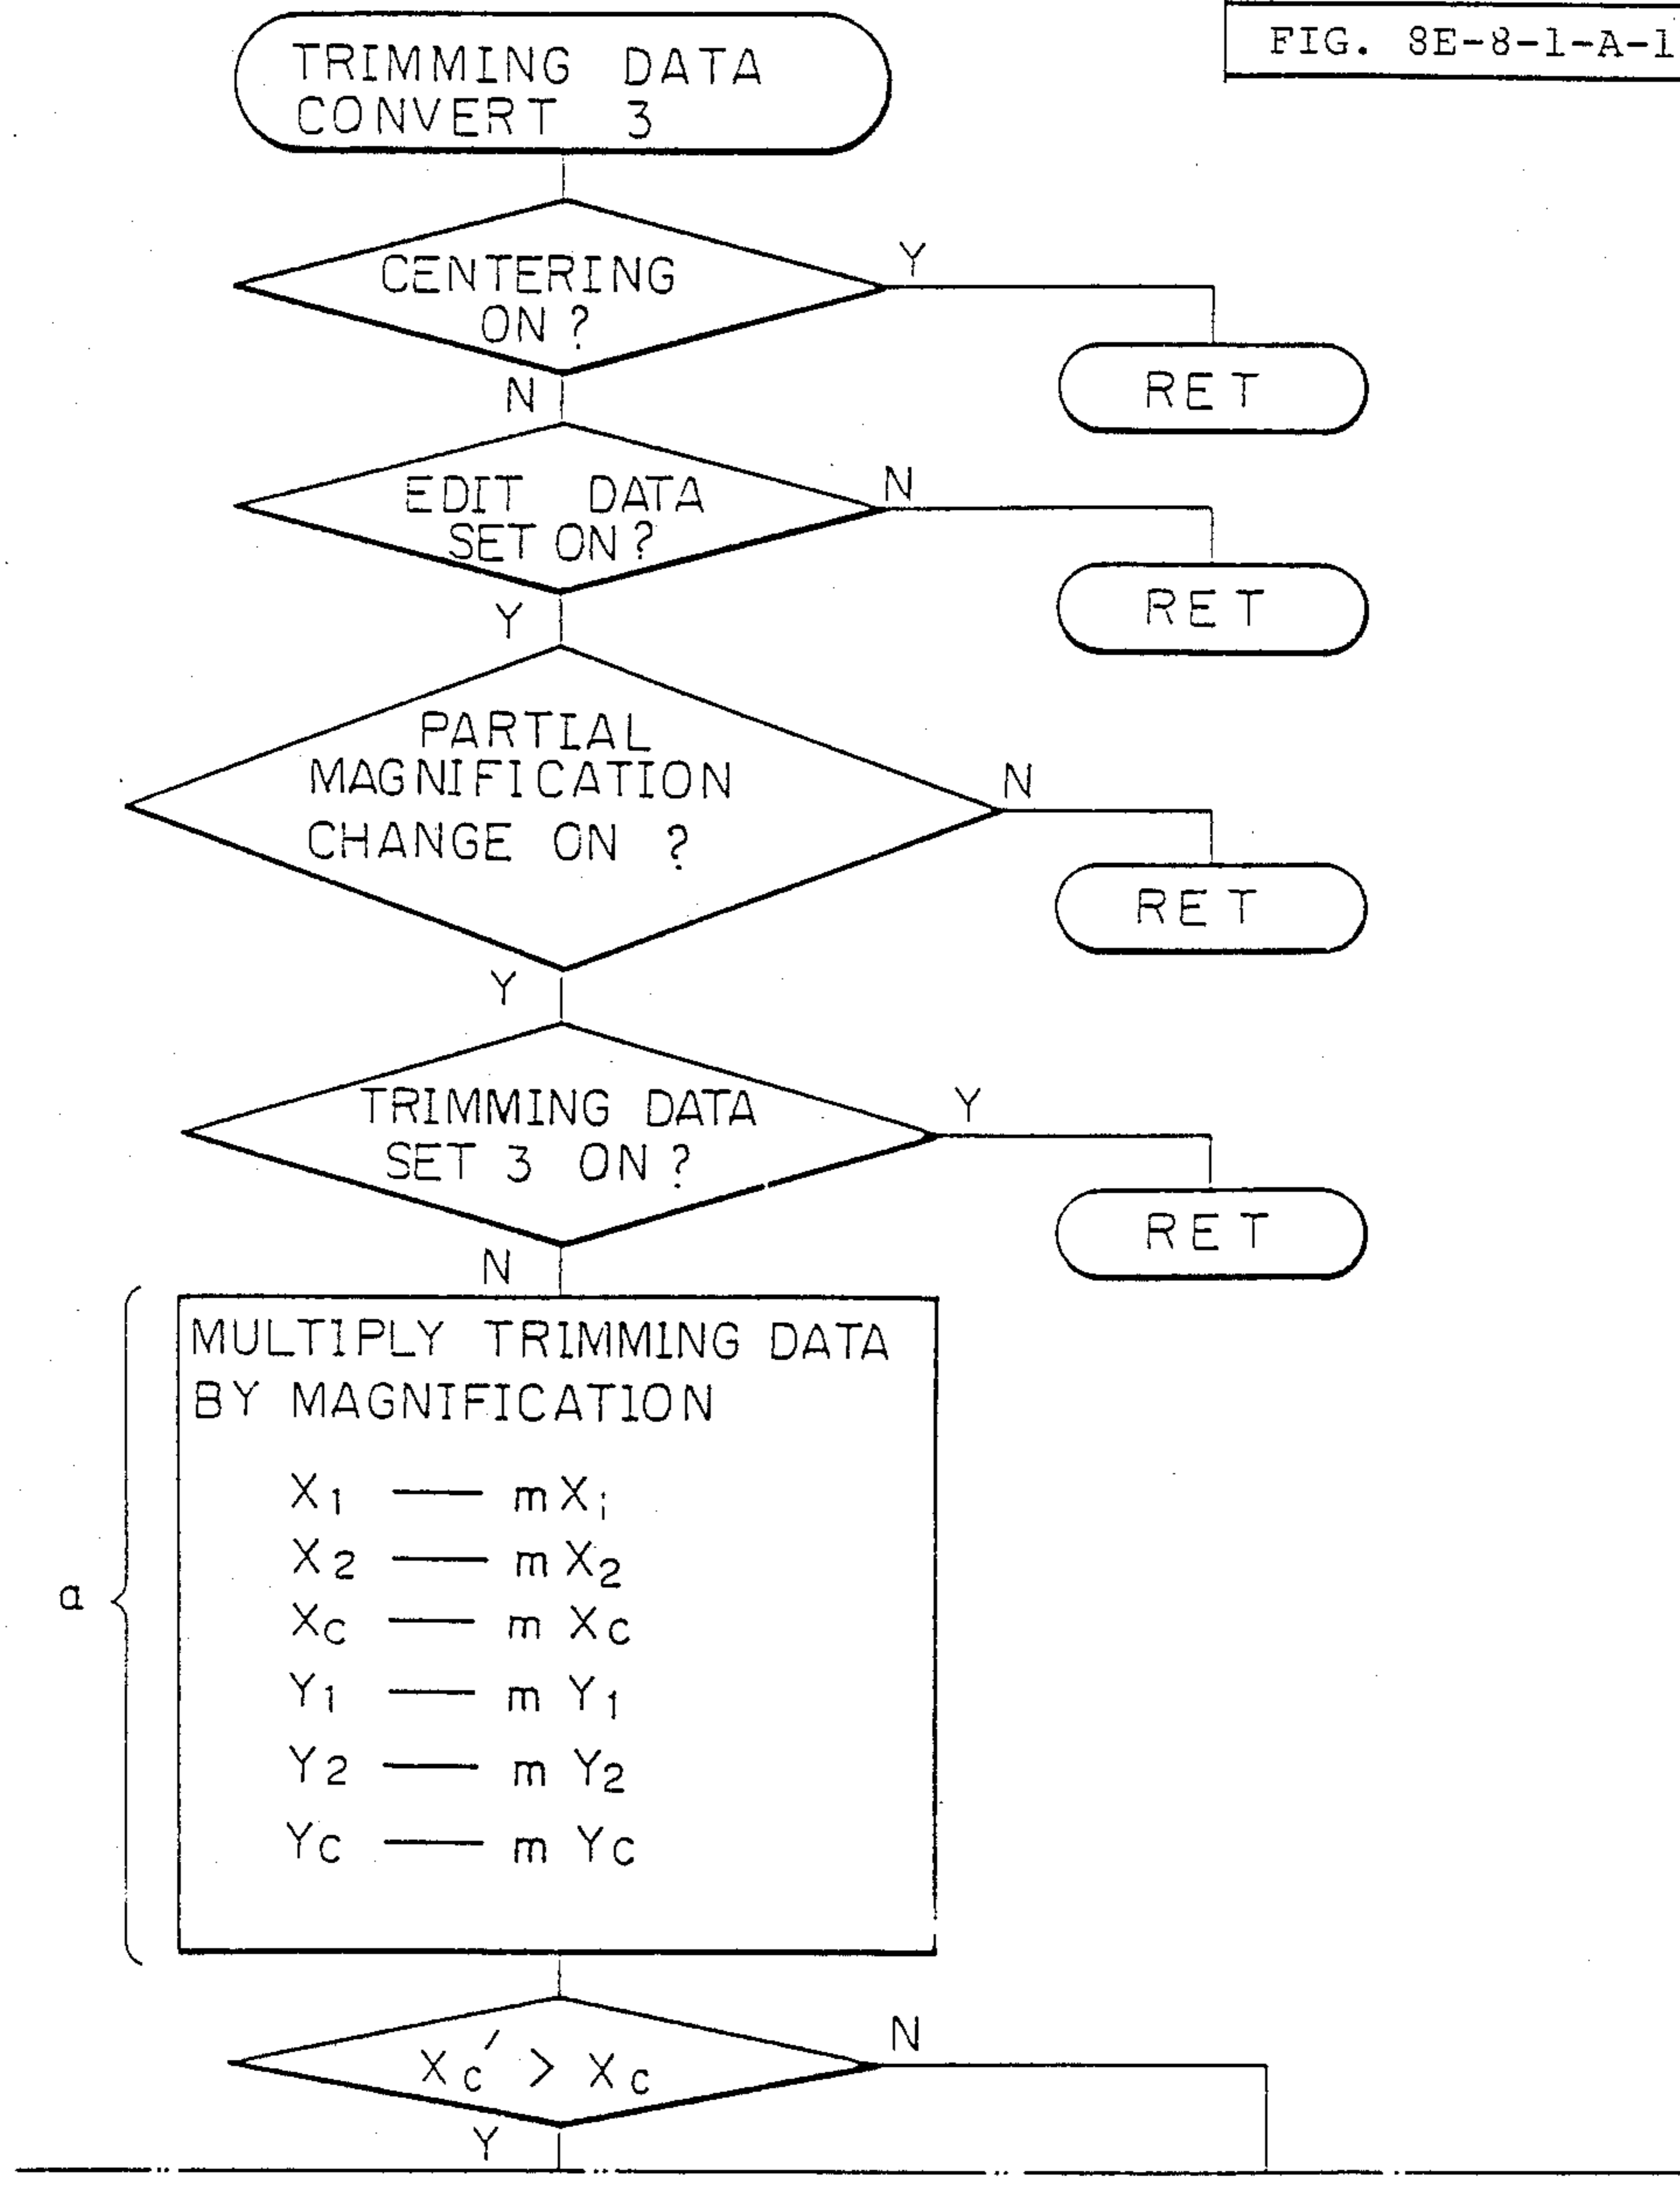 FIG. 8E-8-1-A-1
TRIMMING DATA
CONVERT 3
CENTERING
ON?
Y
RET
N
EDIT DATA
SET ON?
N
RET
Y
PARTIAL
MAGNIFICATION
CHANGE ON ?
N
RET
Y
TRIMMING DATA
SET 3 ON?
Y
RET
N
a
MULTIPLY TRIMMING DATA
BY MAGNIFICATION
X1 — mX1
X2 — mX2
Xc — m Xc
Y1 — m Y1
Y2 — m Y2
Yc — m Yc
Xc' > Xc
N
Y